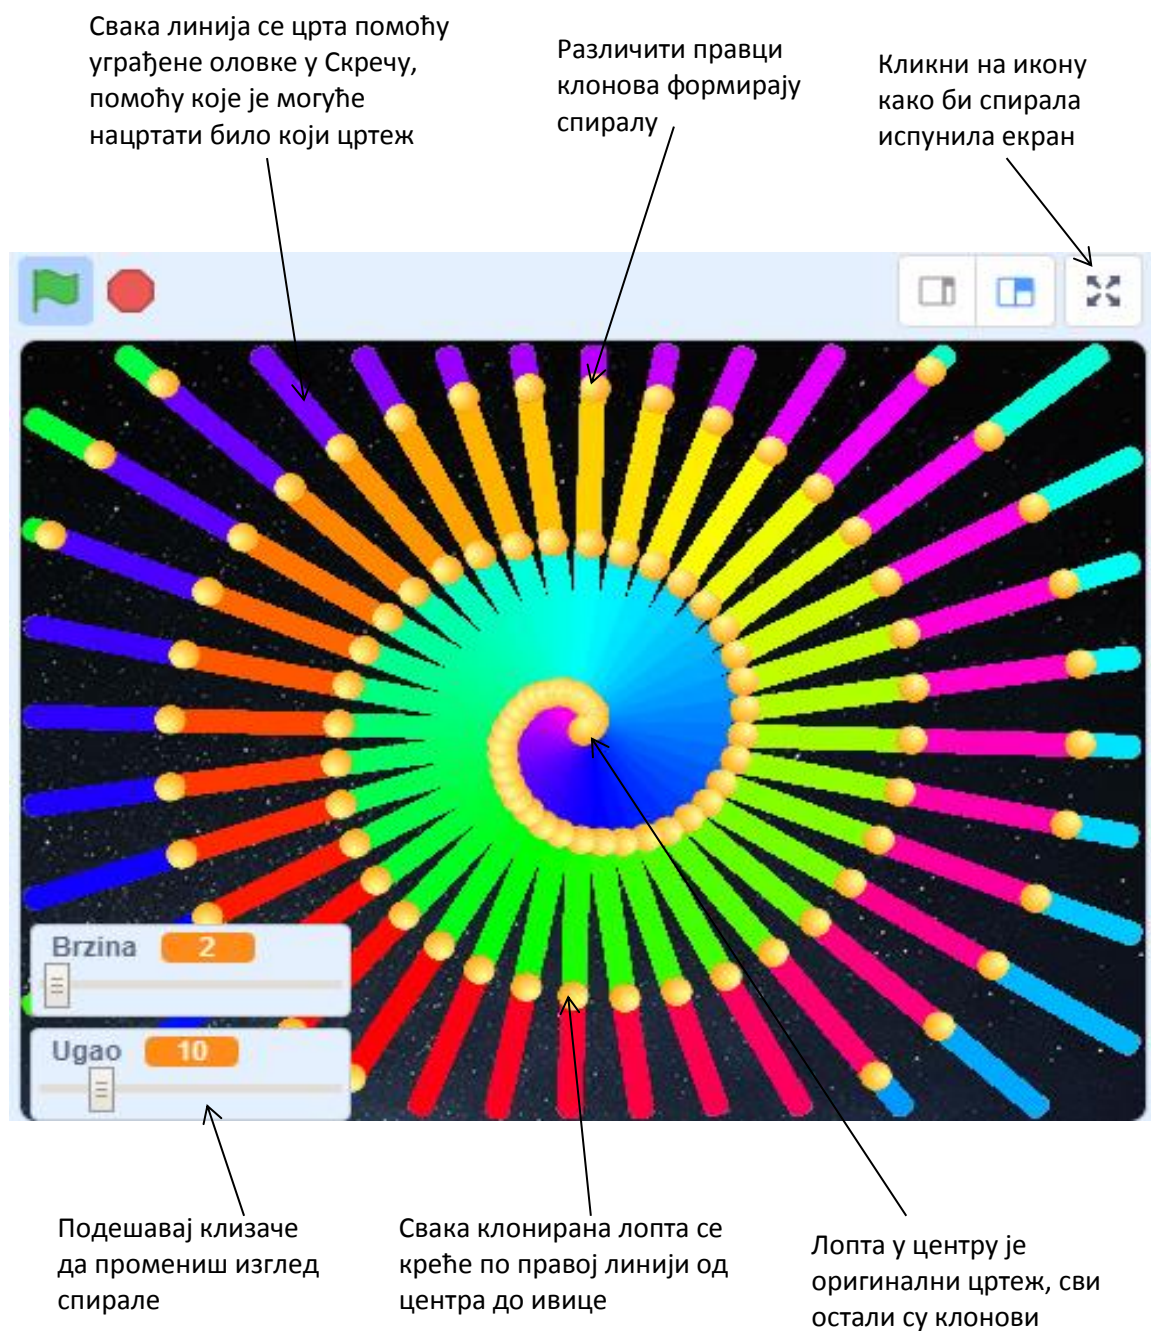 Свака линија се црта помоћу
уграђене оловке у Скречу,
помоћу које је могуће
нацртати било који цртеж
Различити правци
клонова формирају
спиралу
Кликни на икону
како би спирала
испунила екран
Brzina 2
Ugao 10
Подешавај клизаче
да промениш изглед
спирале
Свака клонирана лопта се
креће по правој линији од
центра до ивице
Лопта у центру је
оригинални цртеж, сви
остали су клонови